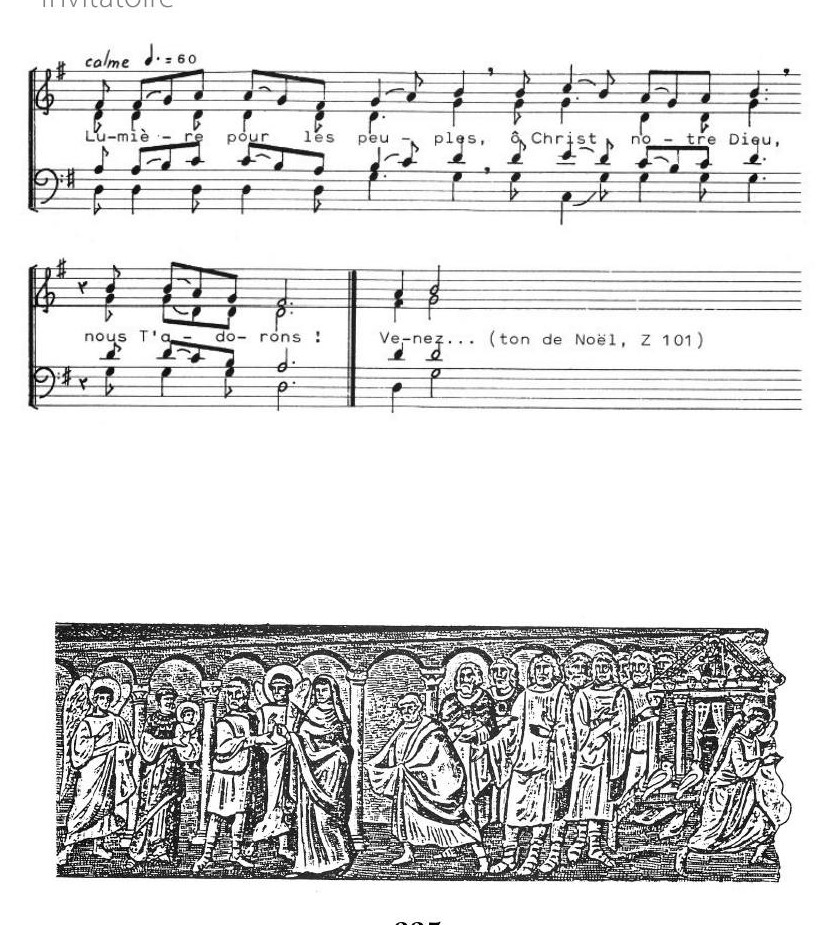 Invitatoire
calme ♩. = 60
Lu-miè - re pour les peu - ples, ô Christ no - tre Dieu,
nous T'a - do- rons ! Ve-nez... (ton de Noël, Z 101)